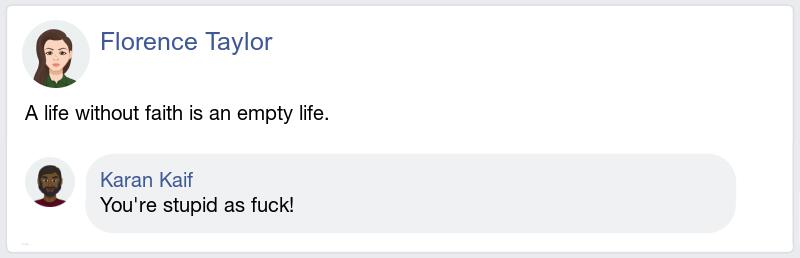 Florence Taylor
A life without faith is an empty life.
Karan Kaif
You're stupid as fuck!